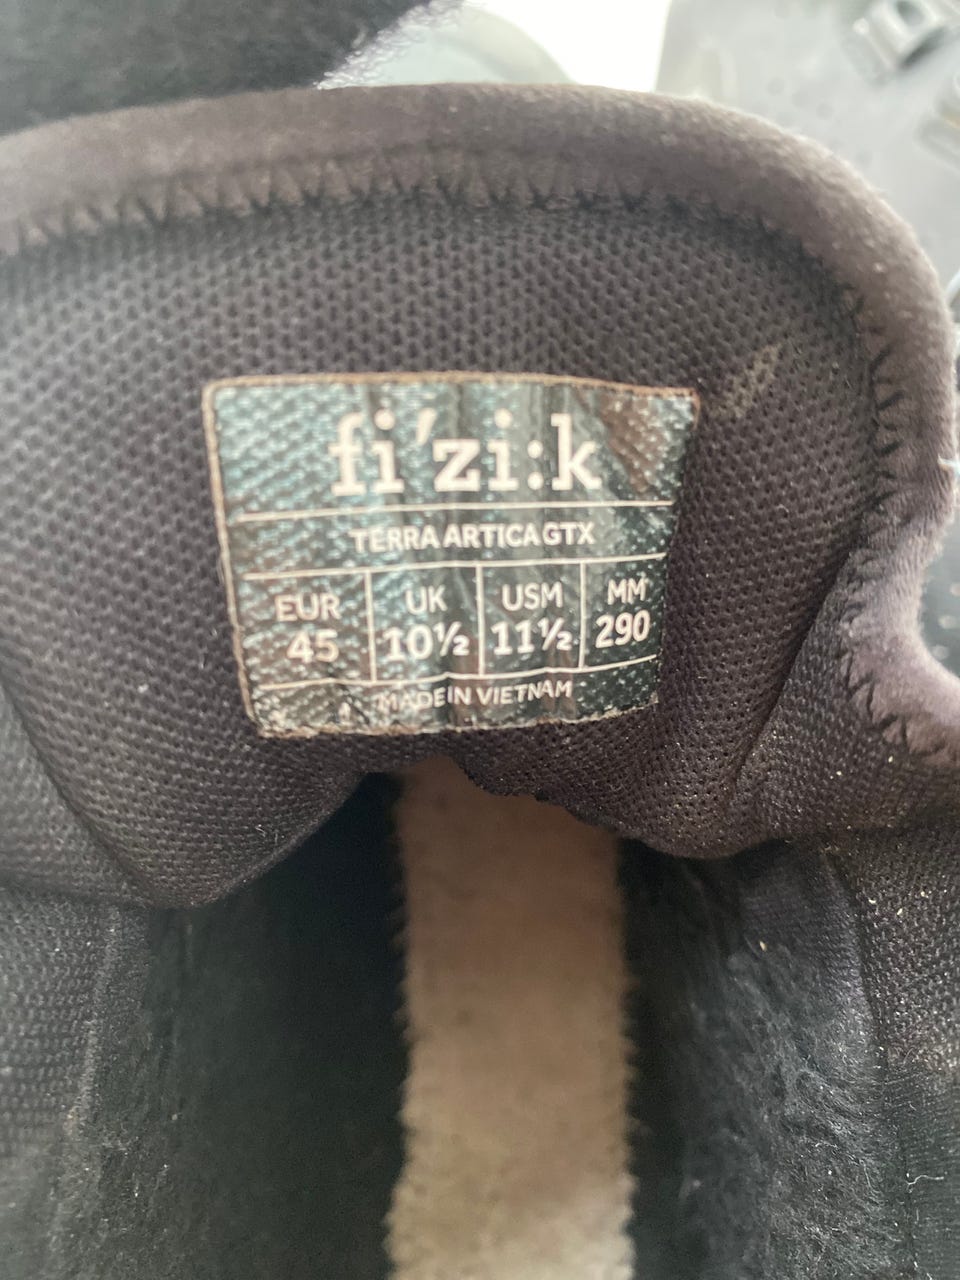 fi'zi:k
TERRA ARTICA GTX
EUR UK USM MM
45 10½ 11½ 290
MADE IN VIETNAM